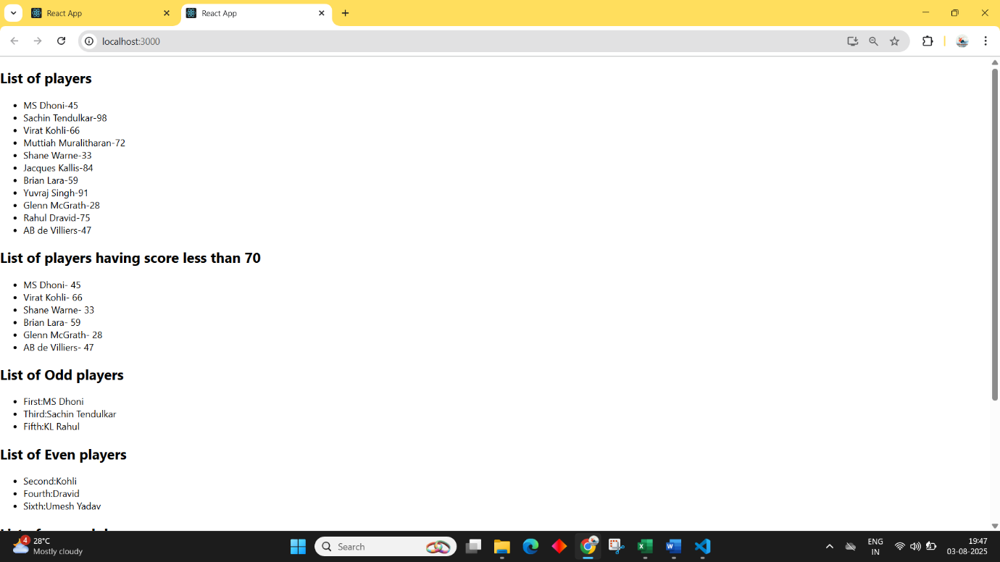 React App
React App
localhost:3000
List of players
MS Dhoni-45
Sachin Tendulkar-98
Virat Kohli-66
Muttiah Muralitharan-72
Shane Warne-33
Jacques Kallis-84
Brian Lara-59
Yuvraj Singh-91
Glenn McGrath-28
Rahul Dravid-75
AB de Villiers-47
List of players having score less than 70
MS Dhoni- 45
Virat Kohli- 66
Shane Warne- 33
Brian Lara- 59
Glenn McGrath- 28
AB de Villiers- 47
List of Odd players
First:MS Dhoni
Third:Sachin Tendulkar
Fifth:KL Rahul
List of Even players
Second:Kohli
Fourth:Dravid
Sixth:Umesh Yadav
4
28°C
Mostly cloudy
Search
ENG
IN
19:47
03-08-2025